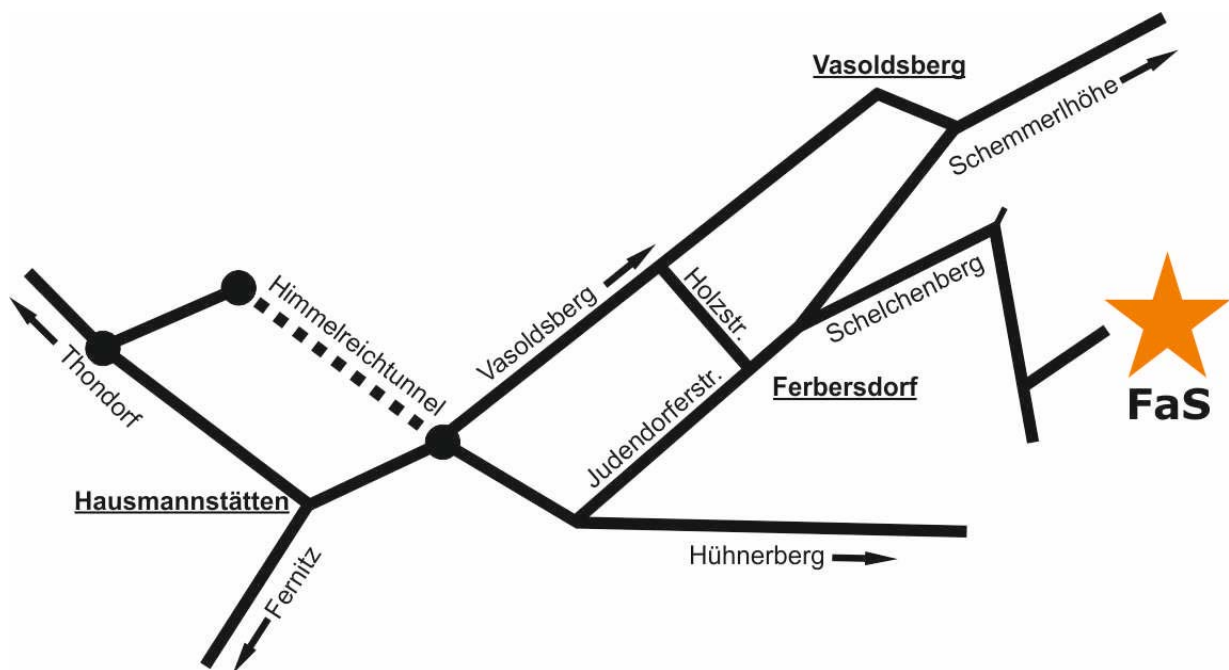 Vasoldsberg
Schemmerlhöhe
Himmelreichtunnel
Vasoldsberg
Holzstr.
Schelchenberg
Thondorf
Judendorferstr.
Ferbersdorf
FaS
Hausmannstätten
Hühnerberg
Fernitz